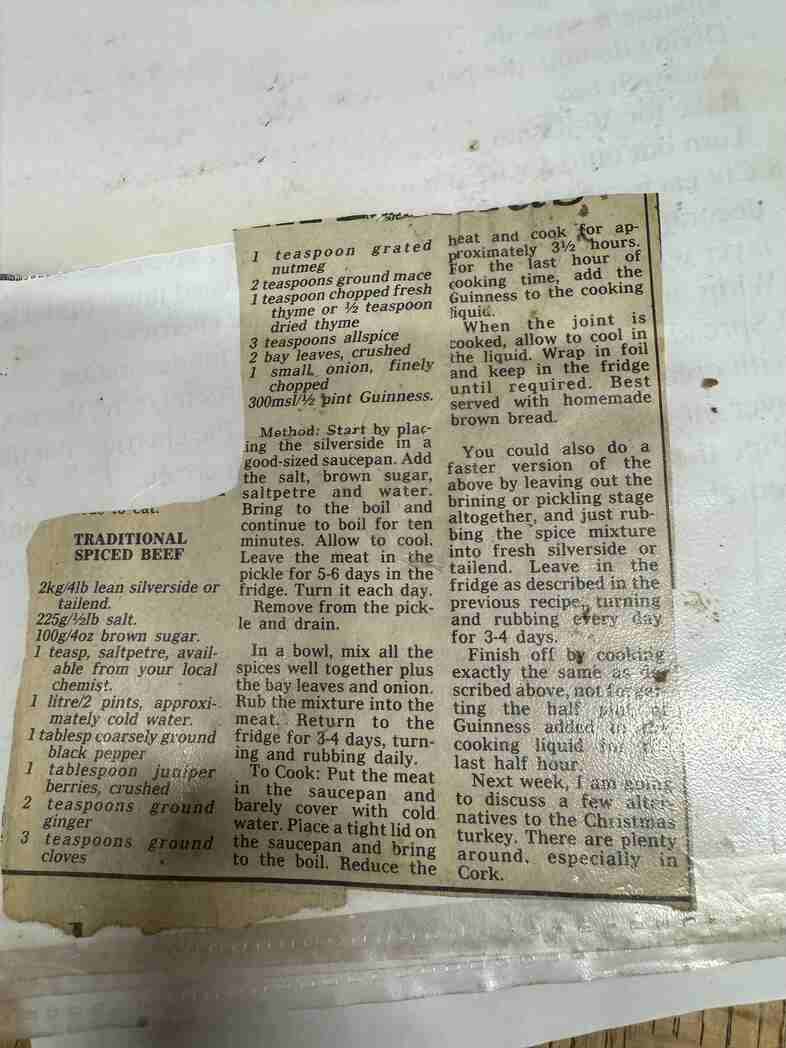 TRADITIONAL
SPICED BEEF
2kg/4lb lean silverside or
tailend.
225g/½lb salt.
100g/4oz brown sugar.
1 teasp, saltpetre, avail-
able from your local
chemist.
1 litre/2 pints, approxi-
mately cold water.
1 tablesp coarsely ground
black pepper
1 tablespoon juniper
berries, crushed
2 teaspoons ground
ginger
3 teaspoons ground
cloves
1 teaspoon grated
nutmeg
2 teaspoons ground mace
1 teaspoon chopped fresh
thyme or ½ teaspoon
dried thyme
3 teaspoons allspice
2 bay leaves, crushed
1 small onion, finely
chopped
300msl/½ pint Guinness.
Method: Start by plac-
ing the silverside in a
good-sized saucepan. Add
the salt, brown sugar,
saltpetre and water.
Bring to the boil and
continue to boil for ten
minutes. Allow to cool.
Leave the meat in the
pickle for 5-6 days in the
fridge. Turn it each day.
Remove from the pick-
le and drain.
In a bowl, mix all the
spices well together plus
the bay leaves and onion.
Rub the mixture into the
meat. Return to the
fridge for 3-4 days, turn-
ing and rubbing daily.
To Cook: Put the meat
in the saucepan and
barely cover with cold
water. Place a tight lid on
the saucepan and bring
to the boil. Reduce the
heat and cook for ap-
proximately 3½ hours.
For the last hour of
cooking time, add the
Guinness to the cooking
liquid.
When the joint is
cooked, allow to cool in
the liquid. Wrap in foil
and keep in the fridge
until required. Best
served with homemade
brown bread.
You could also do a
faster version of the
above by leaving out the
brining or pickling stage
altogether, and just rub-
bing the spice mixture
into fresh silverside or
tailend. Leave in the
fridge as described in the
previous recipe, turning
and rubbing every day
for 3-4 days.
Finish off by cooking
exactly the same as de-
scribed above, not forget-
ting the half pint of
Guinness added to the
cooking liquid for the
last half hour.
Next week, I am going
to discuss a few alter-
natives to the Christmas
turkey. There are plenty
around, especially in
Cork.